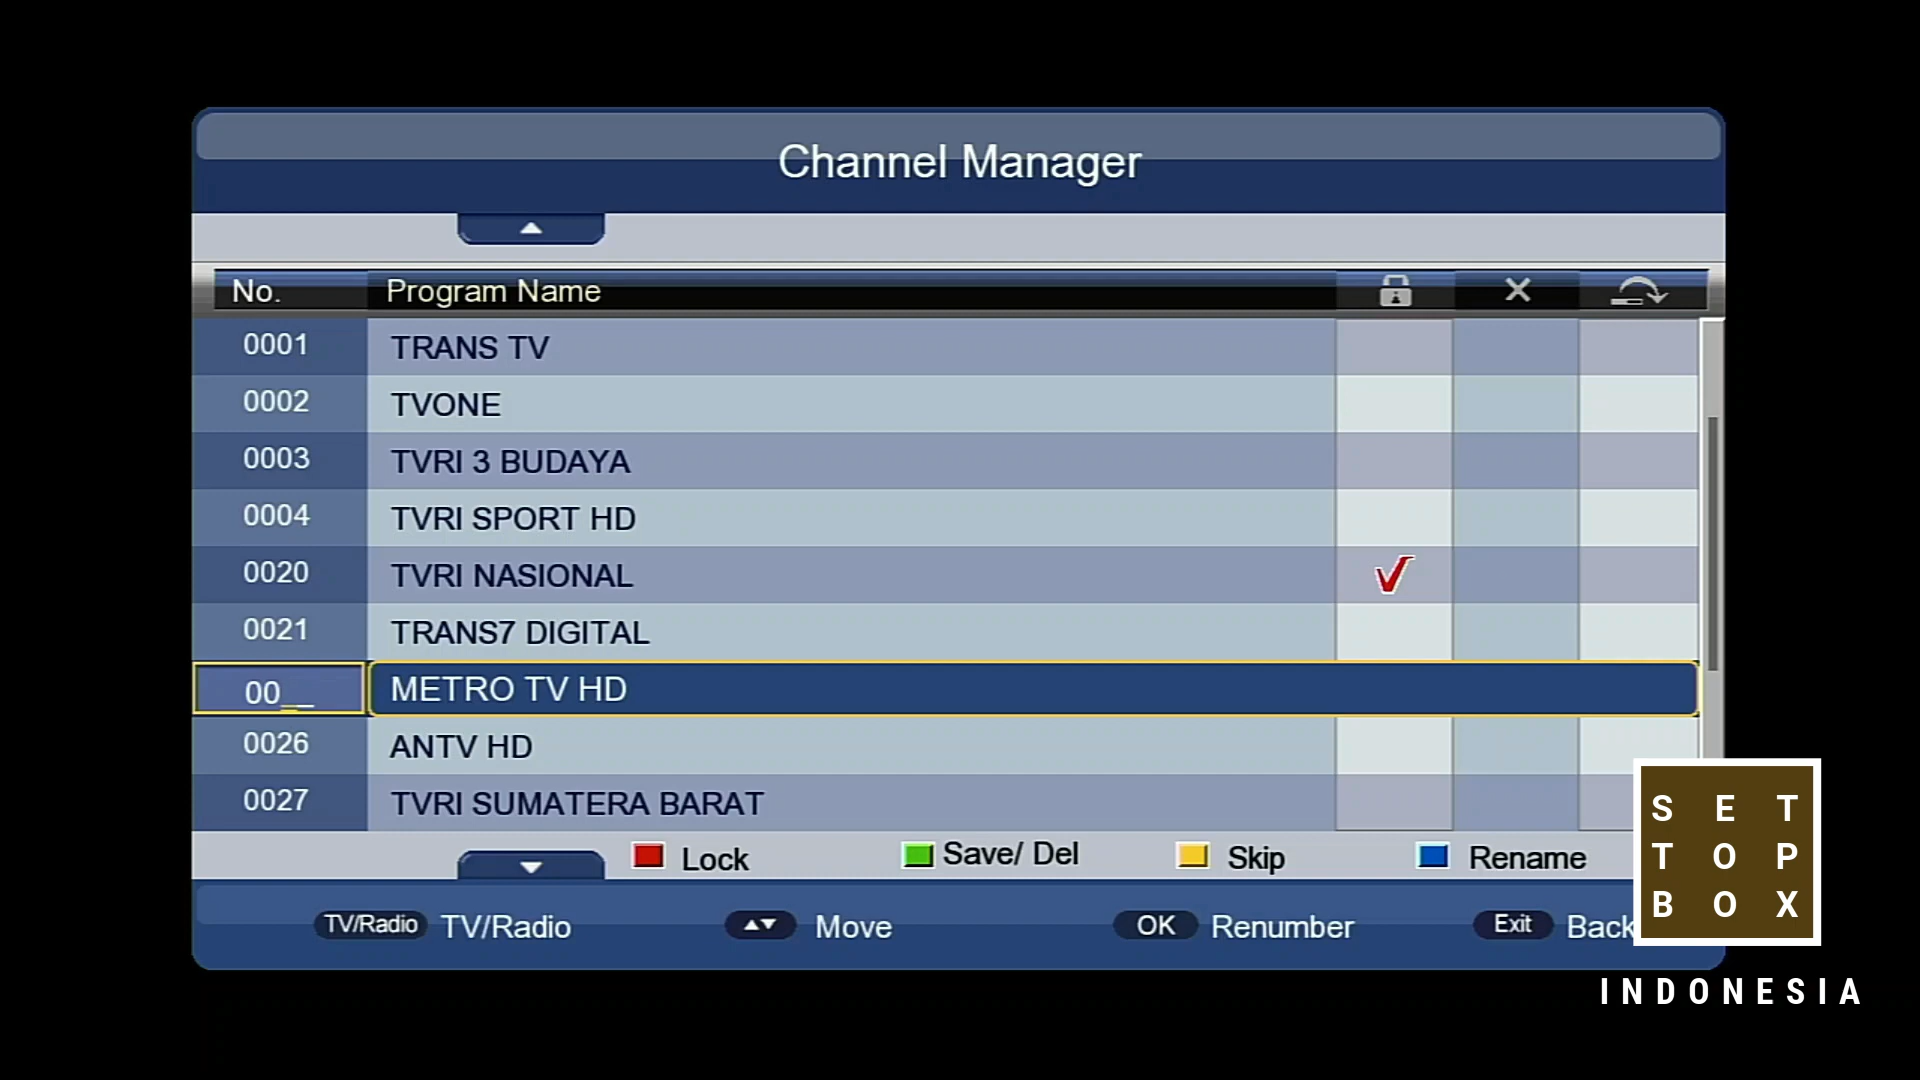 Channel Manager
No. Program Name
0001 TRANS TV
0002 TVONE
0003 TVRI 3 BUDAYA
0004 TVRI SPORT HD
0020 TVRI NASIONAL
0021 TRANS7 DIGITAL
00__ METRO TV HD
0026 ANTV HD
0027 TVRI SUMATERA BARAT
Lock Save/ Del Skip Rename
TV/Radio TV/Radio Move OK Renumber Exit Back
S E T
T O P
B O X
INDONESIA